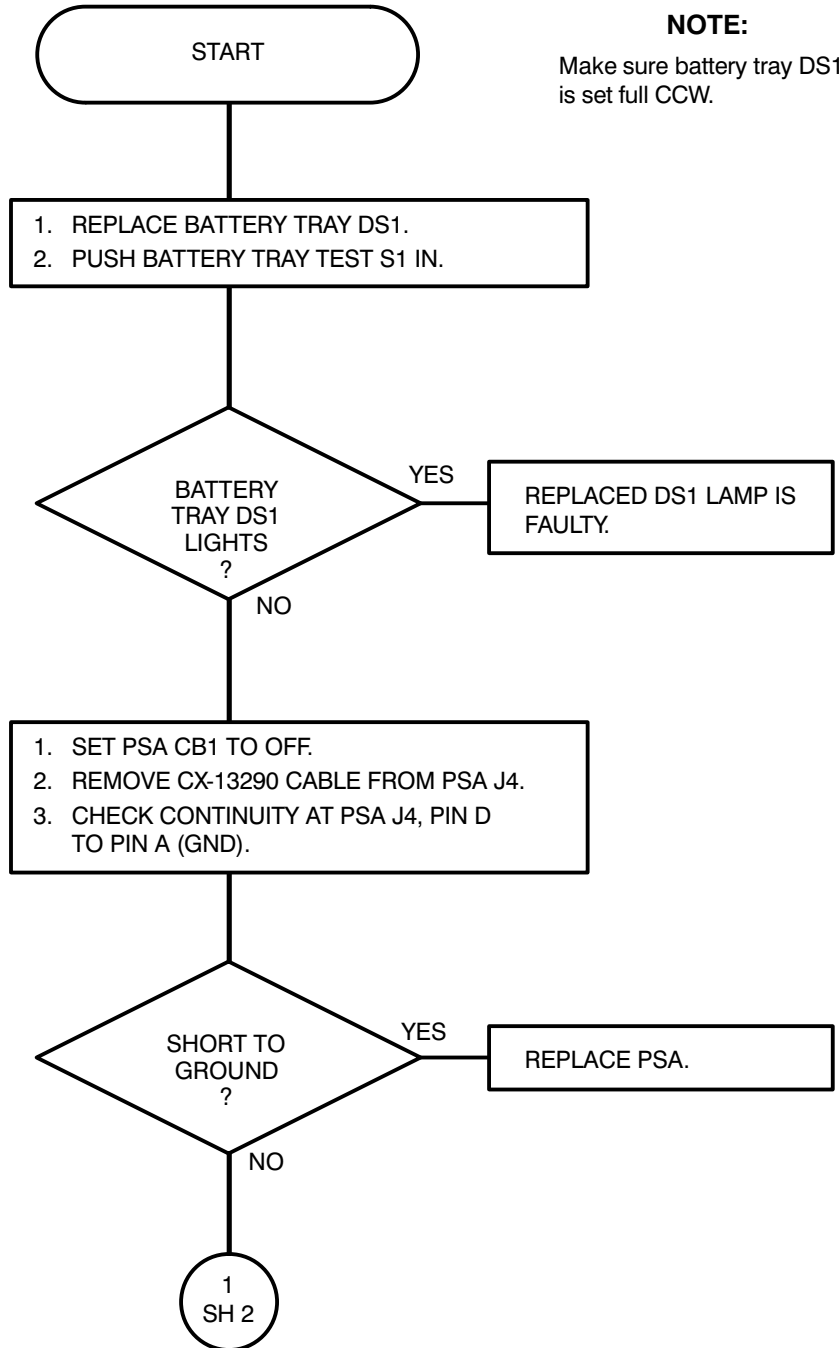 START
NOTE:
Make sure battery tray DS1
is set full CCW.
1. REPLACE BATTERY TRAY DS1.
2. PUSH BATTERY TRAY TEST S1 IN.
BATTERY
TRAY DS1
LIGHTS
?
YES
REPLACED DS1 LAMP IS
FAULTY.
NO
1. SET PSA CB1 TO OFF.
2. REMOVE CX-13290 CABLE FROM PSA J4.
3. CHECK CONTINUITY AT PSA J4, PIN D
TO PIN A (GND).
SHORT TO
GROUND
?
YES
REPLACE PSA.
NO
1
SH 2